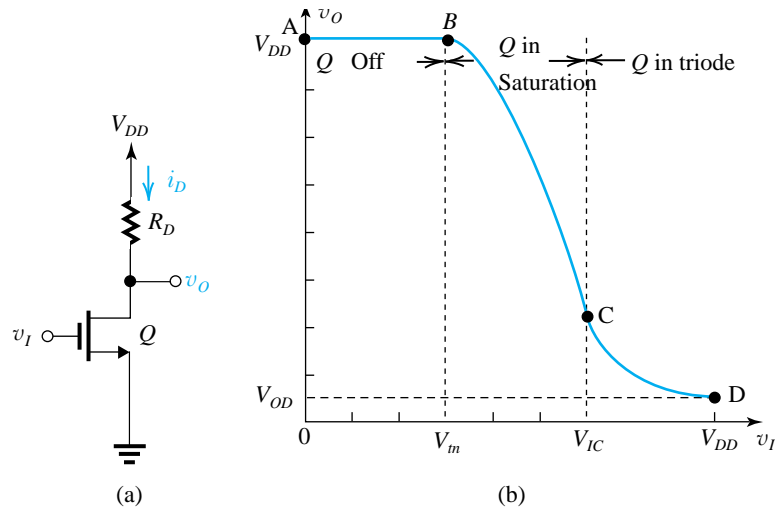 V_DD
i_D
R_D
v_O
v_I
Q
(a)
A
v_O
B
V_DD
Q Off
Q in
Saturation
Q in triode
C
V_OD
D
0
V_tn
V_IC
V_DD
v_I
(b)